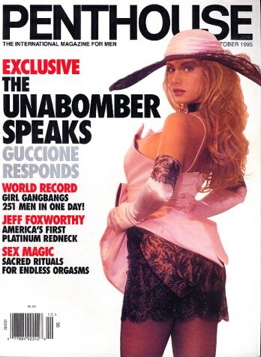 PENTHOUSE
THE INTERNATIONAL MAGAZINE FOR MEN
TOBER 1995
EXCLUSIVE
THE
UNABOMBER
SPEAKS
GUCCIONE
RESPONDS
WORLD RECORD
GIRL GANGBANGS
251 MEN IN ONE DAY!
JEFF FOXWORTHY
AMERICA'S FIRST
PLATINUM REDNECK
SEX MAGIC
SACRED RITUALS
FOR ENDLESS ORGASMS